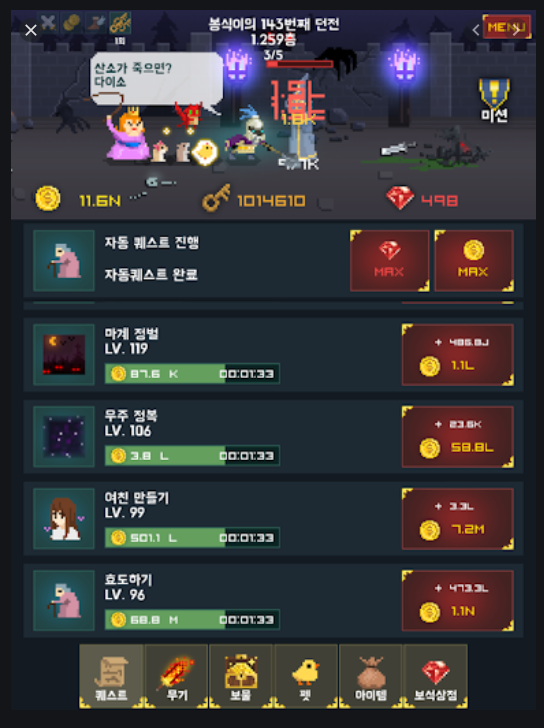 봄식이의 143번째 던전
MENU
1,259층
1회
3/5
산소가 죽으면?
다이소
미션
11.6N
1014610
498
자동 퀘스트 진행
자동퀘스트 완료
MAX
MAX
마계 정벌
LV. 119
87.6 K
00:01:33
+ 486.8J
1.1L
우주 정복
LV. 106
3.8 L
00:01:33
+ 23.6K
58.8L
여친 만들기
LV. 99
501.1 L
00:01:33
+ 3.3L
7.2M
효도하기
LV. 96
68.8 M
00:01:33
+ 473.3L
1.1N
퀘스트
무기
보물
펫
아이템
보석상점